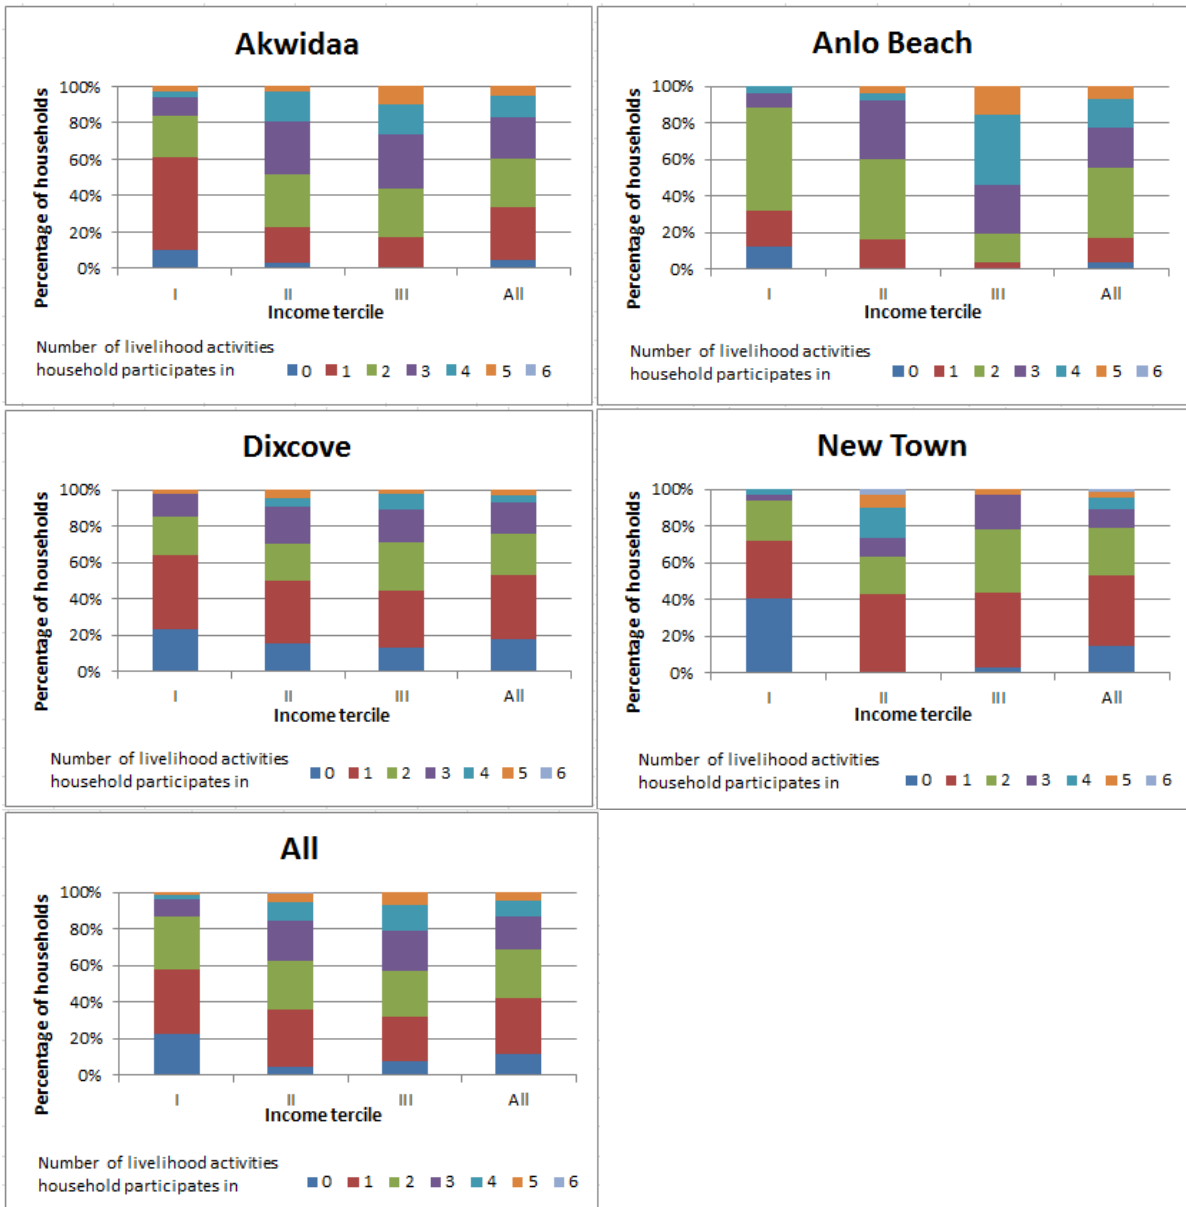 Akwidaa
Percentage of households
100%
80%
60%
40%
20%
0%
I II III All
Income tercile
Number of livelihood activities
household participates in 0 1 2 3 4 5 6
Anlo Beach
Percentage of households
100%
80%
60%
40%
20%
0%
I II III All
Income tercile
Number of livelihood activities
household participates in 0 1 2 3 4 5 6
Dixcove
Percentage of households
100%
80%
60%
40%
20%
0%
I II III All
Income tercile
Number of livelihood activities
household participates in 0 1 2 3 4 5 6
New Town
Percentage of households
100%
80%
60%
40%
20%
0%
I II III All
Income tercile
Number of livelihood activities
household participates in 0 1 2 3 4 5 6
All
Percentage of households
100%
80%
60%
40%
20%
0%
I II III All
Income tercile
Number of livelihood activities
household participates in 0 1 2 3 4 5 6